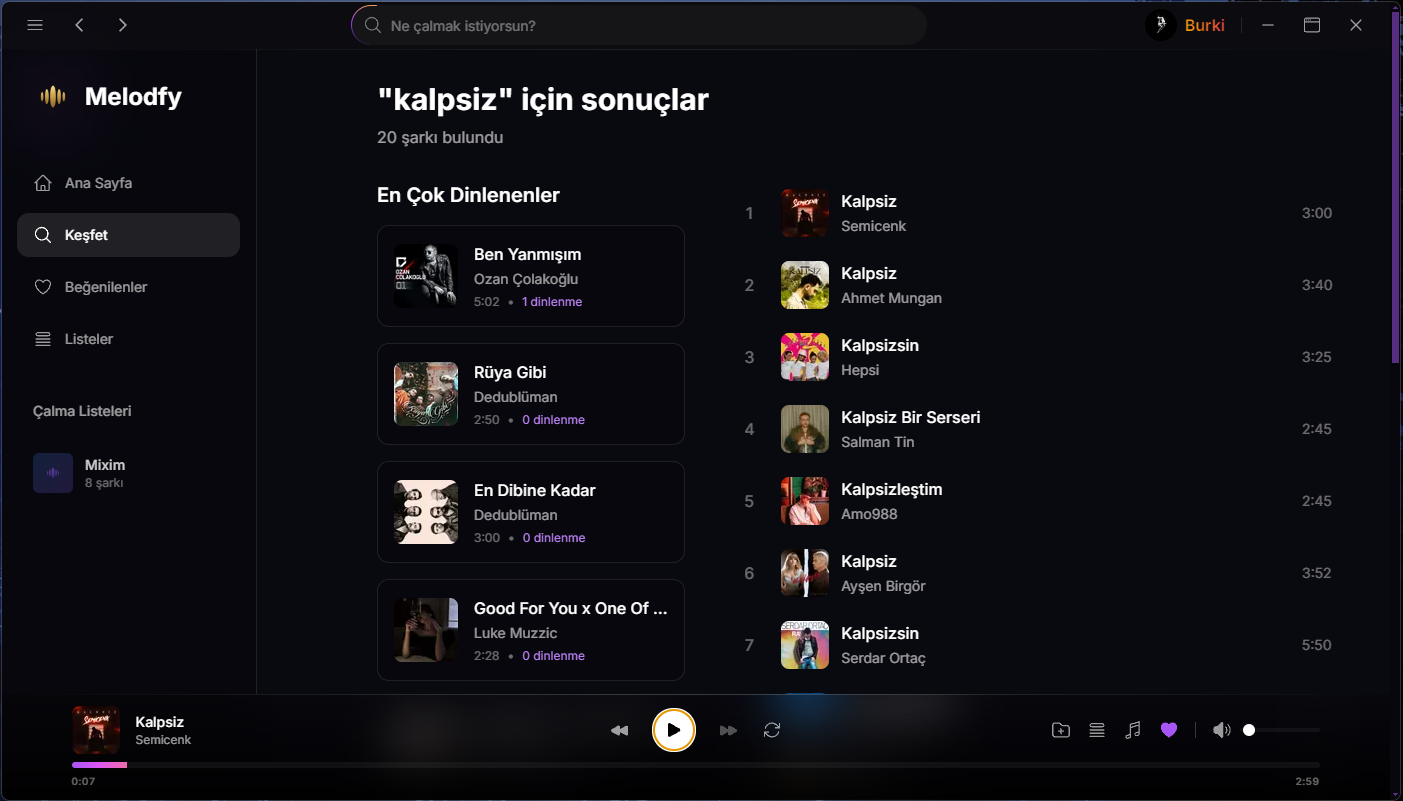 Ne çalmak istiyorsun?
Burki
Melodfy
Ana Sayfa
Keşfet
Beğenilenler
Listeler
Çalma Listeleri
Mixim
8 şarkı
"kalpsiz" için sonuçlar
20 şarkı bulundu
En Çok Dinlenenler
Ben Yanmışım
Ozan Çolakoğlu
5:02 • 1 dinlenme
Rüya Gibi
Dedublüman
2:50 • 0 dinlenme
En Dibine Kadar
Dedublüman
3:00 • 0 dinlenme
Good For You x One Of ...
Luke Muzzic
2:28 • 0 dinlenme
1 Kalpsiz 3:00
Semicenk
2 Kalpsiz 3:40
Ahmet Mungan
3 Kalpsizsin 3:25
Hepsi
4 Kalpsiz Bir Serseri 2:45
Salman Tin
5 Kalpsizleştim 2:45
Amo988
6 Kalpsiz 3:52
Ayşen Birgör
7 Kalpsizsin 5:50
Serdar Ortaç
Kalpsiz
Semicenk
0:07
2:59